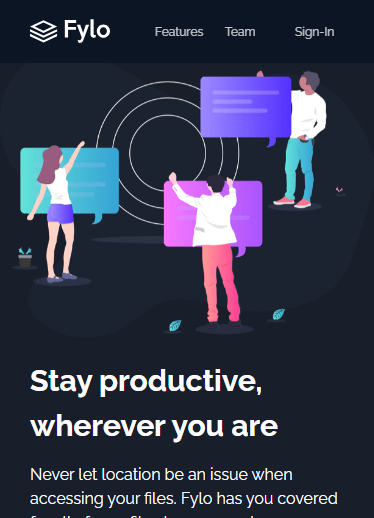 Fylo
Features
Team
Sign-In
Stay productive,
wherever you are
Never let location be an issue when
accessing your files. Fylo has you covered